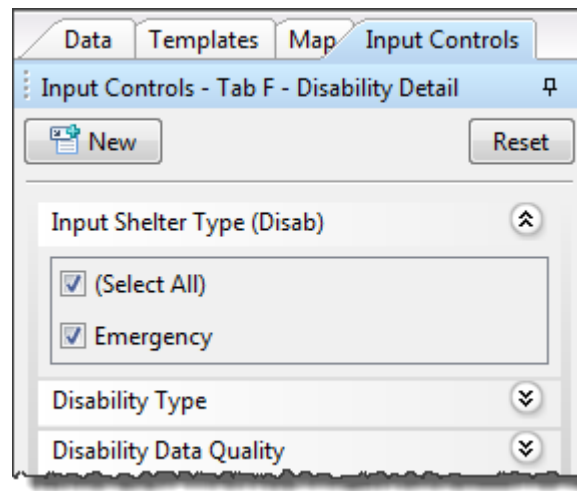 Data Templates Map Input Controls
Input Controls - Tab F - Disability Detail
New Reset
Input Shelter Type (Disab)
(Select All)
Emergency
Disability Type
Disability Data Quality